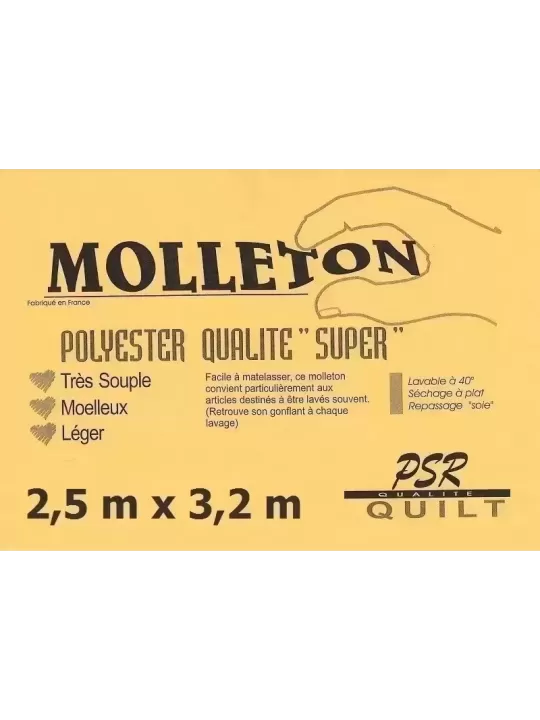 MOLLETON
Fabriqué en France
POLYESTER QUALITE "SUPER"
Très Souple
Moelleux
Léger
Facile à matelasser, ce molleton
convient particulièrement aux
articles destinés à être lavés souvent.
(Retrouve son gonflant à chaque
lavage)
Lavable à 40°
Séchage à plat
Repassage "soie"
2,5 m x 3,2 m
PSR
QUALITE
QUILT